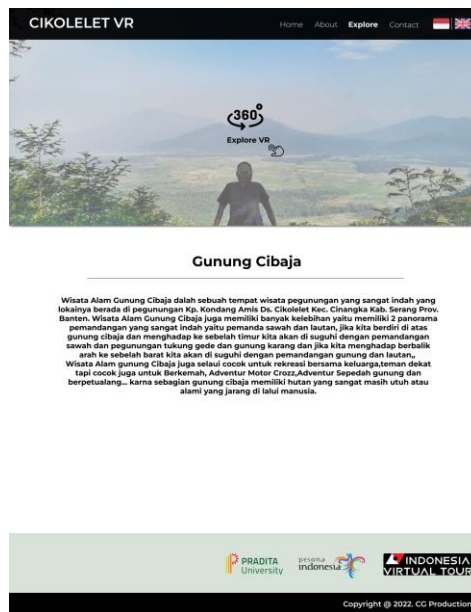 CIKOLELET VR
Home About Explore Contact
360°
Explore VR
Gunung Cibaja
Wisata Alam Gunung Cibaja dalah sebuah tempat wisata pegunungan yang sangat indah yang
lokainya berada di pegunungan Kp. Kondang Amis Ds. Cikolelet Kec. Cinangka Kab. Serang Prov.
Banten. Wisata Alam Gunung Cibaja juga memiliki banyak kelebihan yaitu memiliki 2 panorama
pemandangan yang sangat indah yaitu pemanda sawah dan lautan, jika kita berdiri di atas
gunung cibaja dan menghadap ke sebelah timur kita akan di suguhi dengan pemandangan
sawah dan pegunungan tukung gede dan gunung karang dan jika kita menghadap berbalik
arah ke sebelah barat kita akan di suguhi dengan pemandangan gunung dan lautan,,
Wisata Alam gunung Cibaja juga selaui cocok untuk rekreasi bersama keluarga,teman dekat
tapi cocok juga untuk Berkemah, Adventur Motor Crozz,Adventur Sepedah gunung dan
berpetualang... karna sebagian gunung cibaja memiliki hutan yang sangat masih utuh atau
alami yang jarang di lalui manusia.
PRADITA
University
pesona
indonesia
INDONESIA
VIRTUAL TOUR
Copyright @ 2022. CG Production